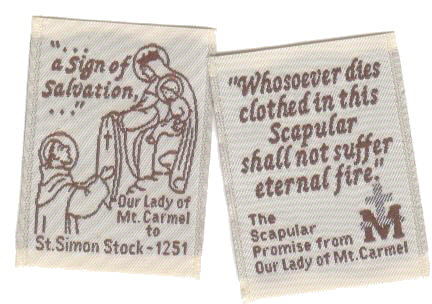 "...
a Sign of
Salvation,
..."
Our Lady of
Mt. Carmel
to
St. Simon Stock-1251
"Whosoever dies
clothed in this
Scapular
shall not suffer
eternal fire."
The
Scapular
Promise from
Our Lady of Mt. Carmel
M